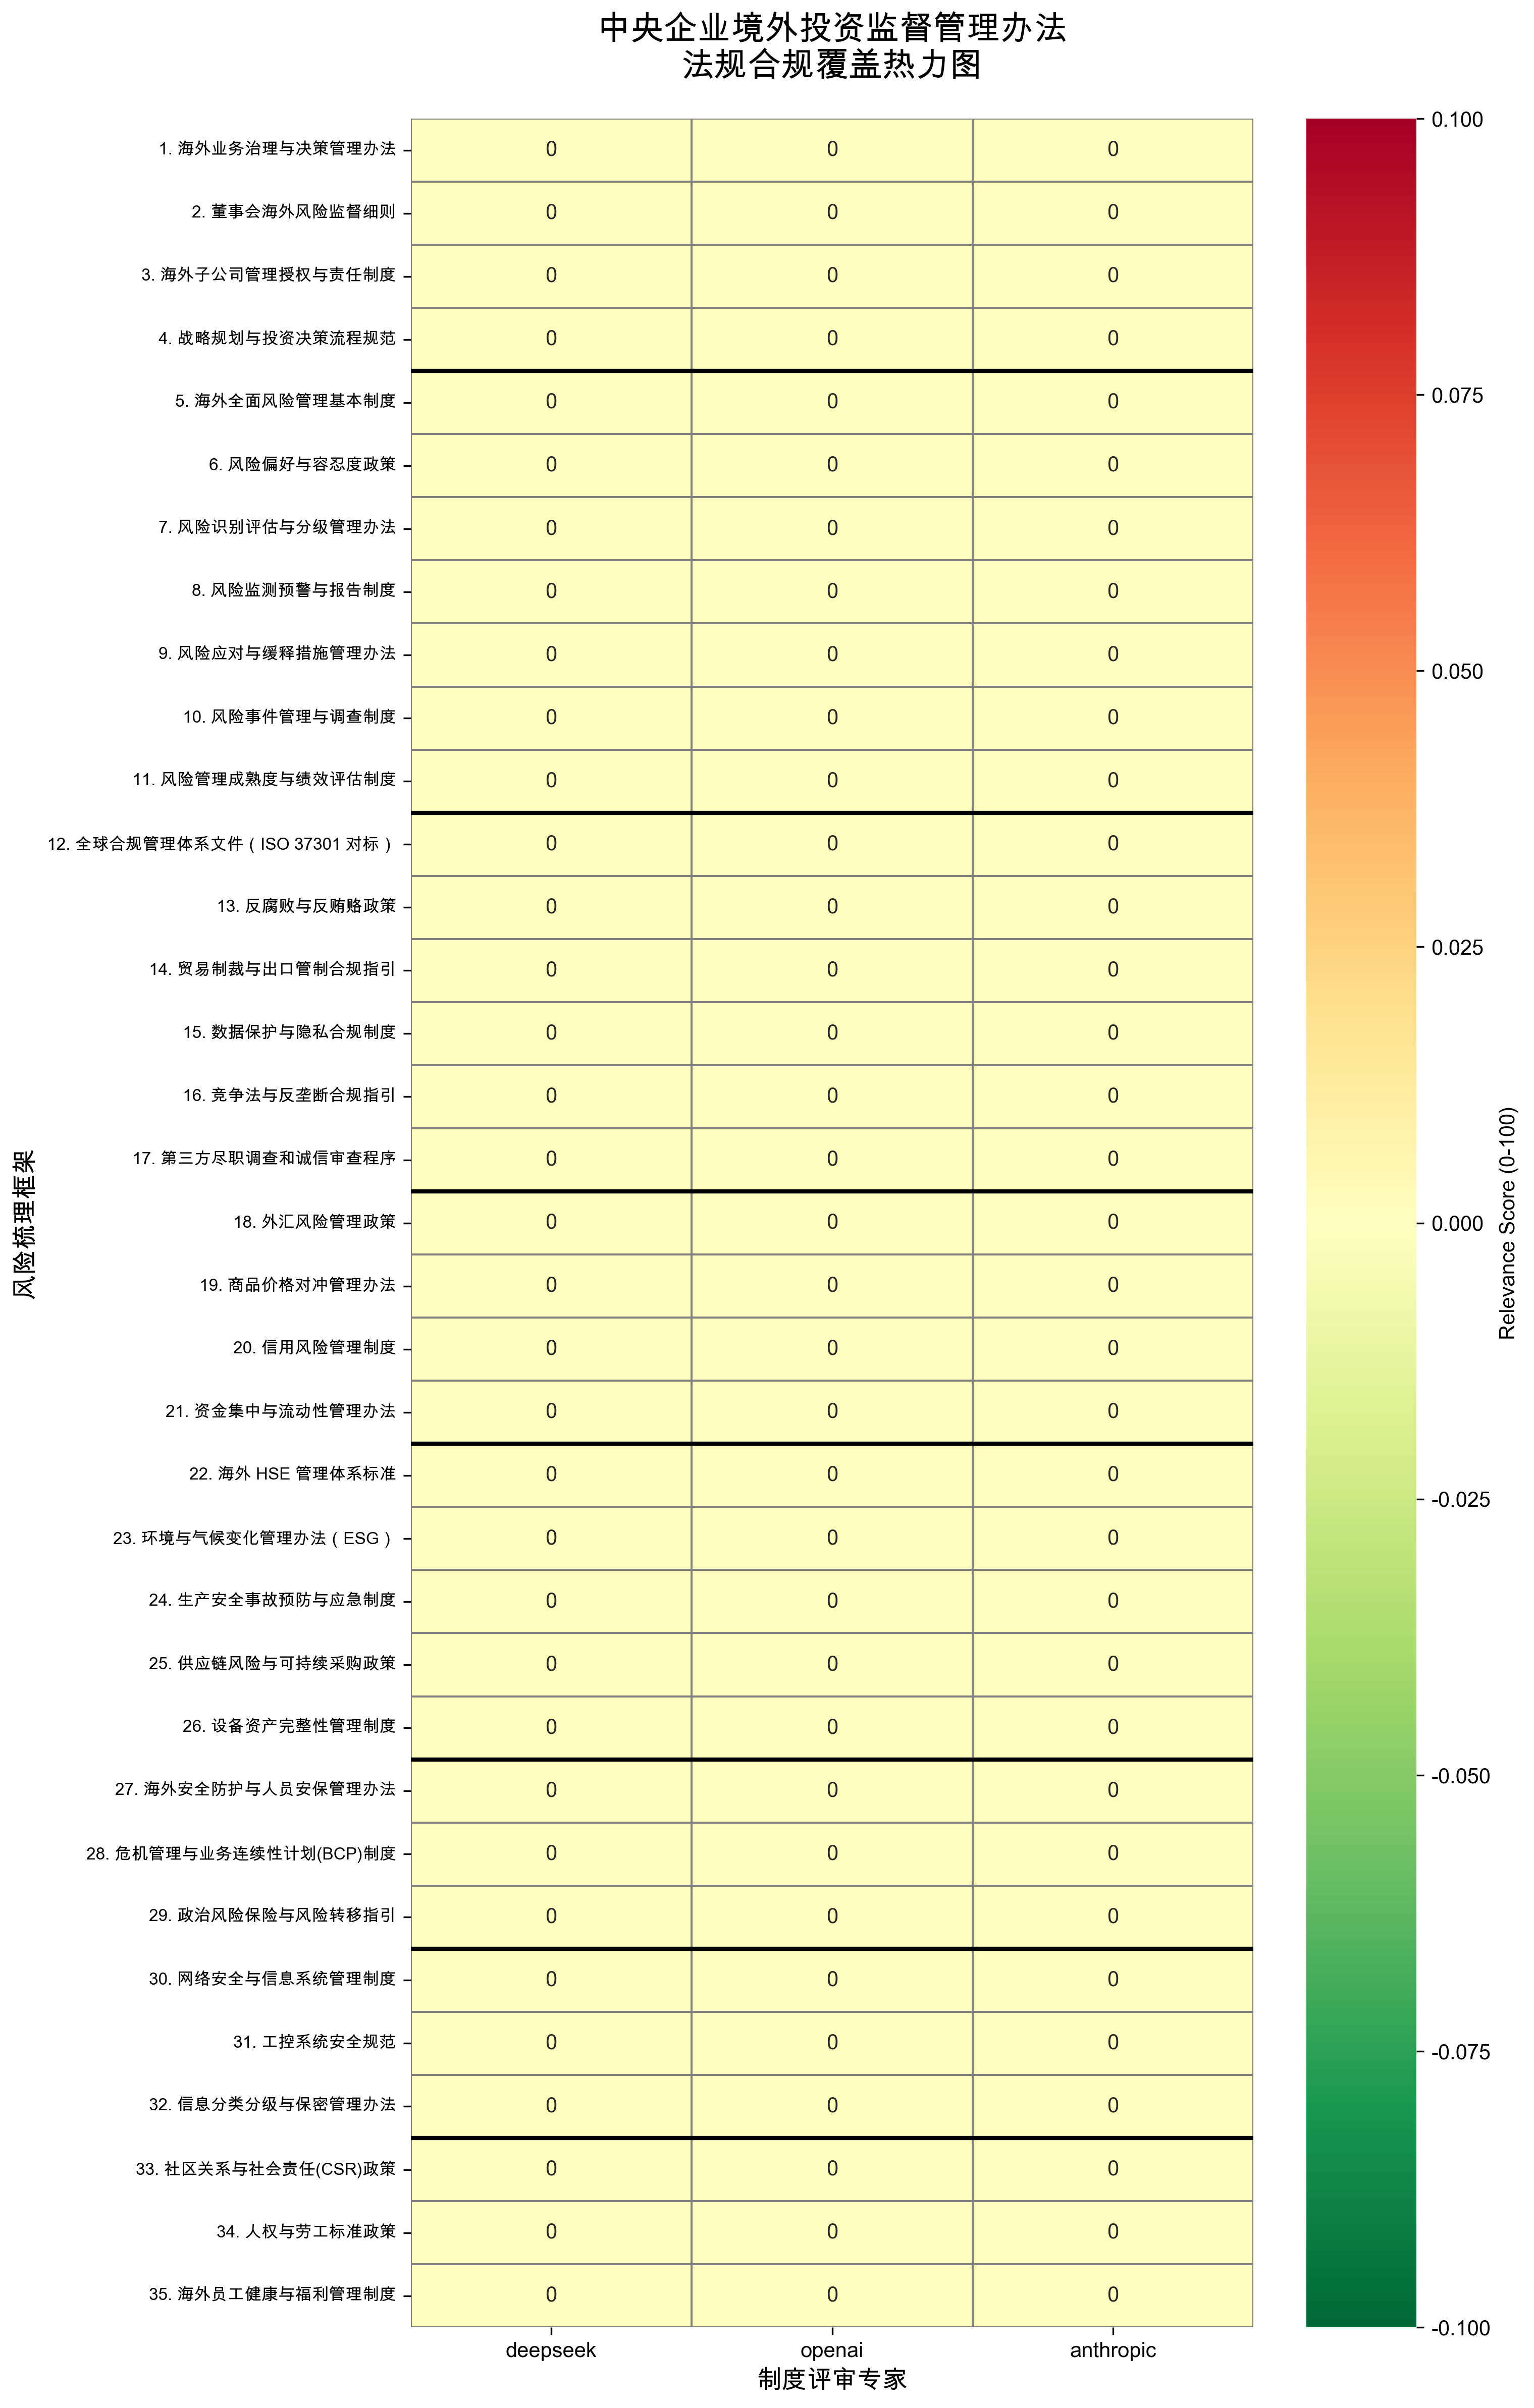 中央企业境外投资监督管理办法
法规合规覆盖热力图
风险梳理框架
1. 海外业务治理与决策管理办法 0 0 0
2. 董事会海外风险监督细则 0 0 0
3. 海外子公司管理授权与责任制度 0 0 0
4. 战略规划与投资决策流程规范 0 0 0
5. 海外全面风险管理基本制度 0 0 0
6. 风险偏好与容忍度政策 0 0 0
7. 风险识别评估与分级管理办法 0 0 0
8. 风险监测预警与报告制度 0 0 0
9. 风险应对与缓释措施管理办法 0 0 0
10. 风险事件管理与调查制度 0 0 0
11. 风险管理成熟度与绩效评估制度 0 0 0
12. 全球合规管理体系文件（ISO 37301 对标） 0 0 0
13. 反腐败与反贿赂政策 0 0 0
14. 贸易制裁与出口管制合规指引 0 0 0
15. 数据保护与隐私合规制度 0 0 0
16. 竞争法与反垄断合规指引 0 0 0
17. 第三方尽职调查和诚信审查程序 0 0 0
18. 外汇风险管理政策 0 0 0
19. 商品价格对冲管理办法 0 0 0
20. 信用风险管理制度 0 0 0
21. 资金集中与流动性管理办法 0 0 0
22. 海外 HSE 管理体系标准 0 0 0
23. 环境与气候变化管理办法（ESG） 0 0 0
24. 生产安全事故预防与应急制度 0 0 0
25. 供应链风险与可持续采购政策 0 0 0
26. 设备资产完整性管理制度 0 0 0
27. 海外安全防护与人员安保管理办法 0 0 0
28. 危机管理与业务连续性计划(BCP)制度 0 0 0
29. 政治风险保险与风险转移指引 0 0 0
30. 网络安全与信息系统管理制度 0 0 0
31. 工控系统安全规范 0 0 0
32. 信息分类分级与保密管理办法 0 0 0
33. 社区关系与社会责任(CSR)政策 0 0 0
34. 人权与劳工标准政策 0 0 0
35. 海外员工健康与福利管理制度 0 0 0
deepseek openai anthropic
制度评审专家
0.100
0.075
0.050
0.025
0.000
-0.025
-0.050
-0.075
-0.100
Relevance Score (0-100)